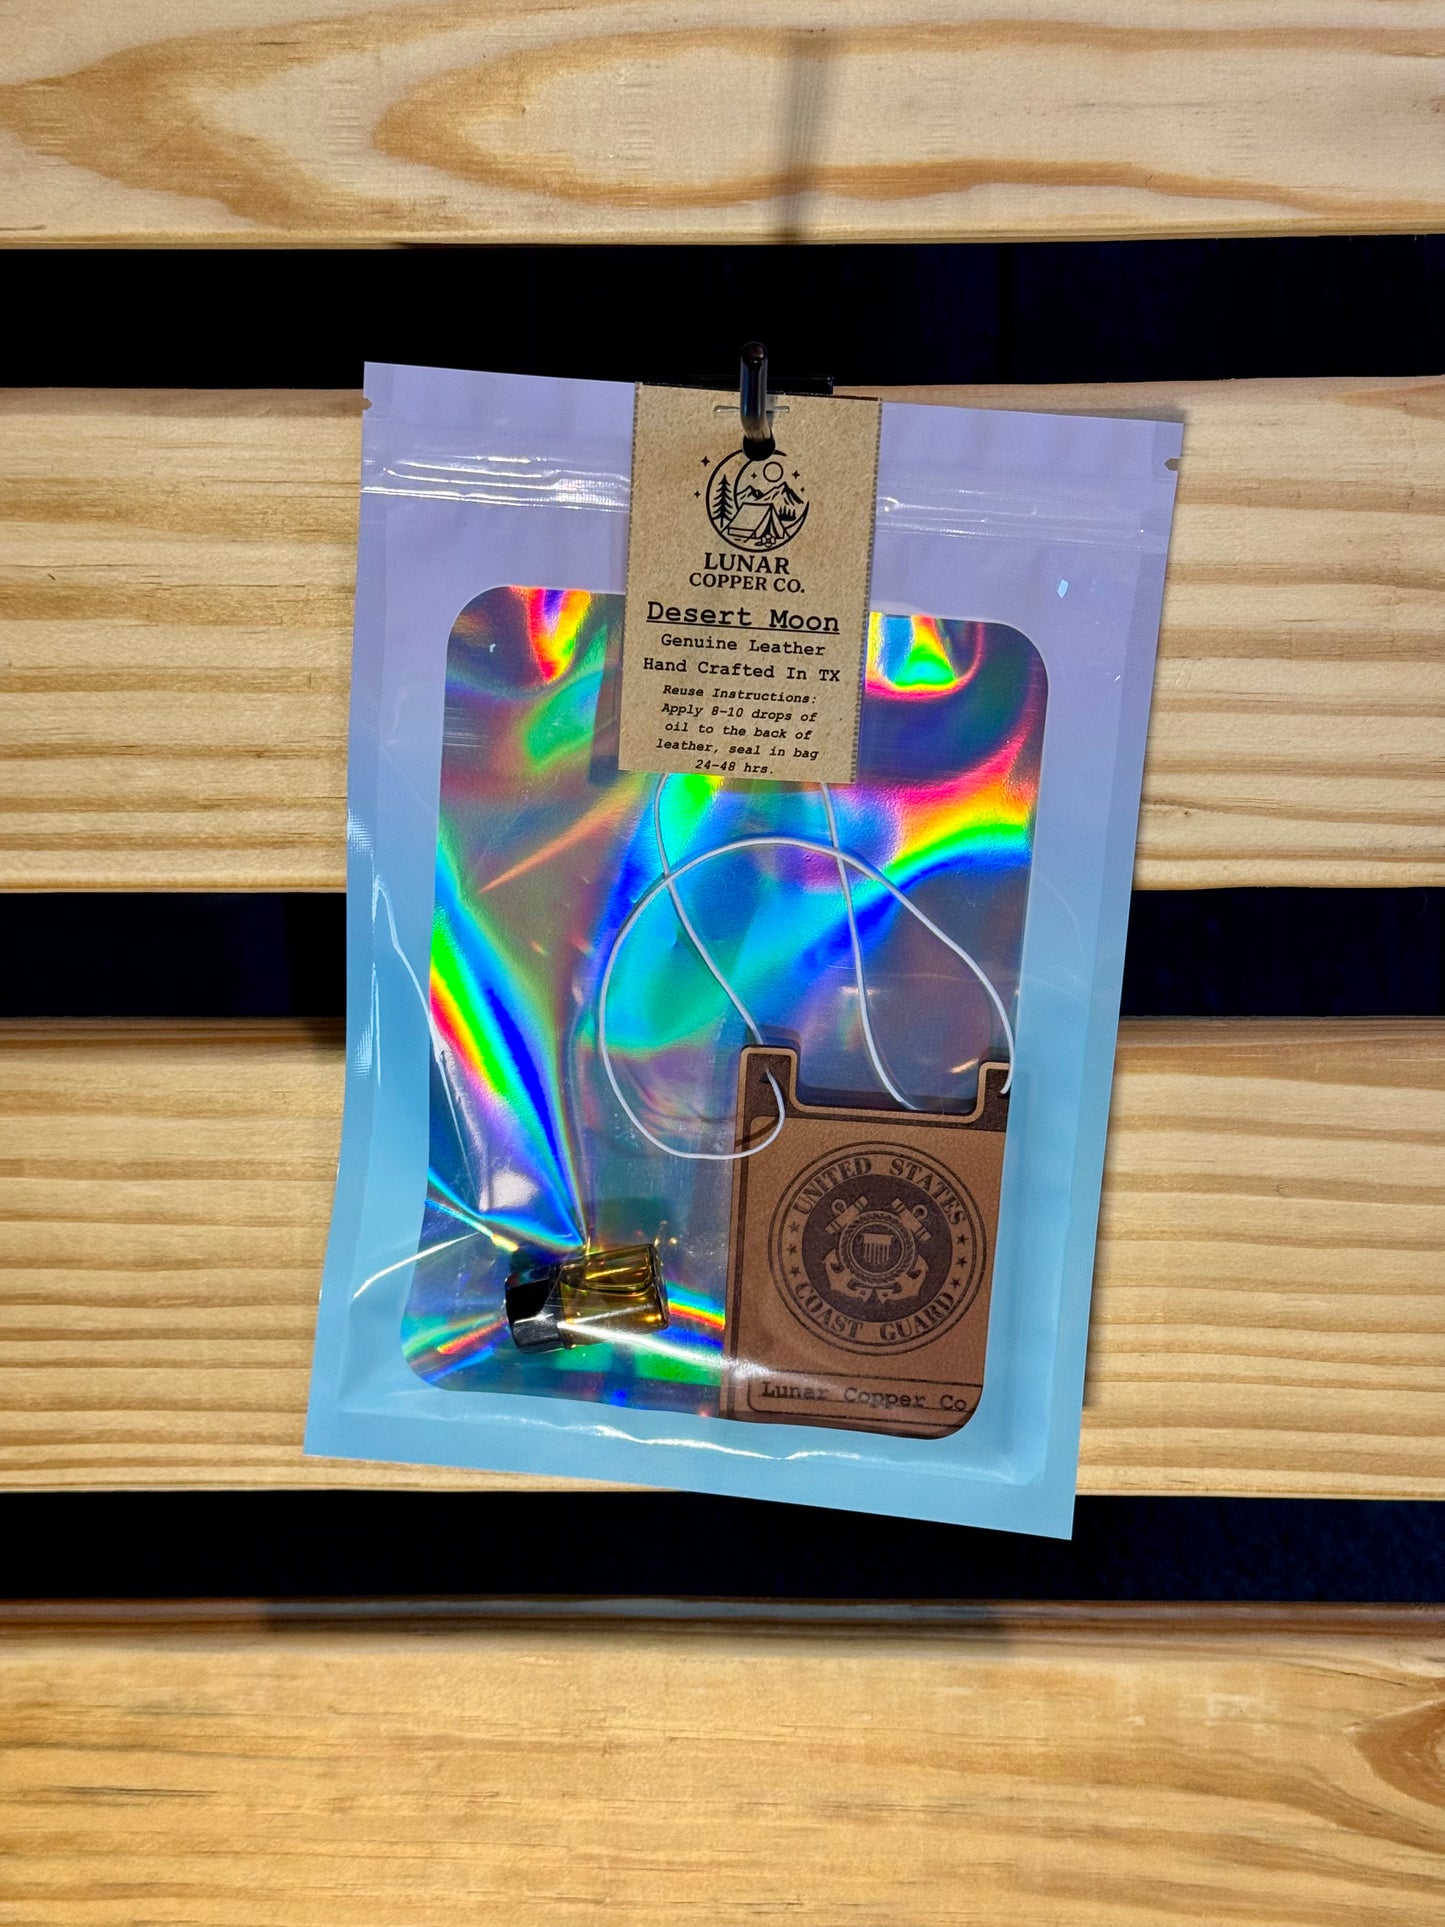 LUNAR
COPPER CO.
Desert Moon
Genuine Leather
Hand Crafted In TX
Reuse Instructions:
Apply 8-10 drops of
oil to the back of
leather, seal in bag
24-48 hrs.
UNITED STATES
COAST GUARD
Lunar Copper Co